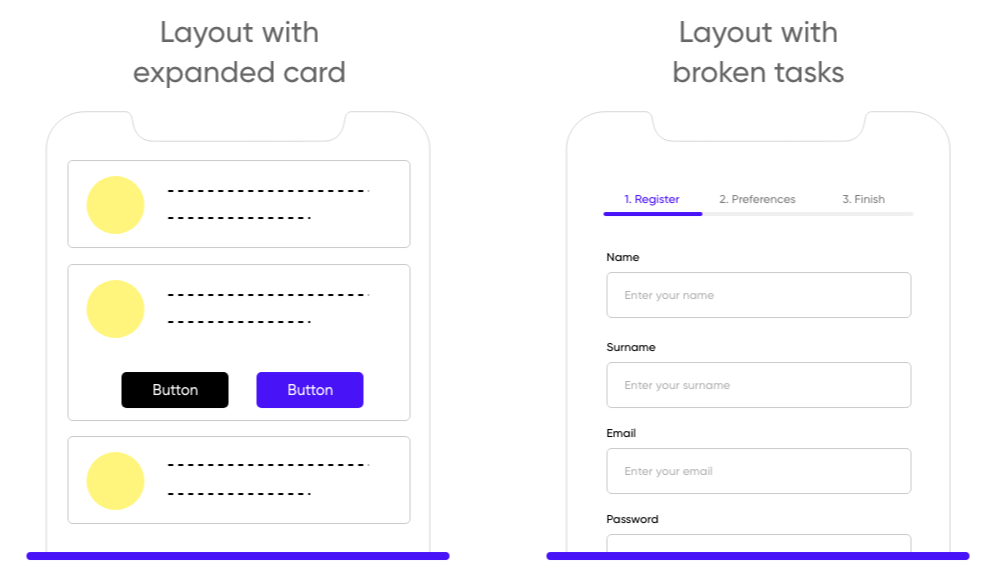 Layout with
expanded card
Button
Button
Layout with
broken tasks
1. Register
2. Preferences
3. Finish
Name
Enter your name
Surname
Enter your surname
Email
Enter your email
Password